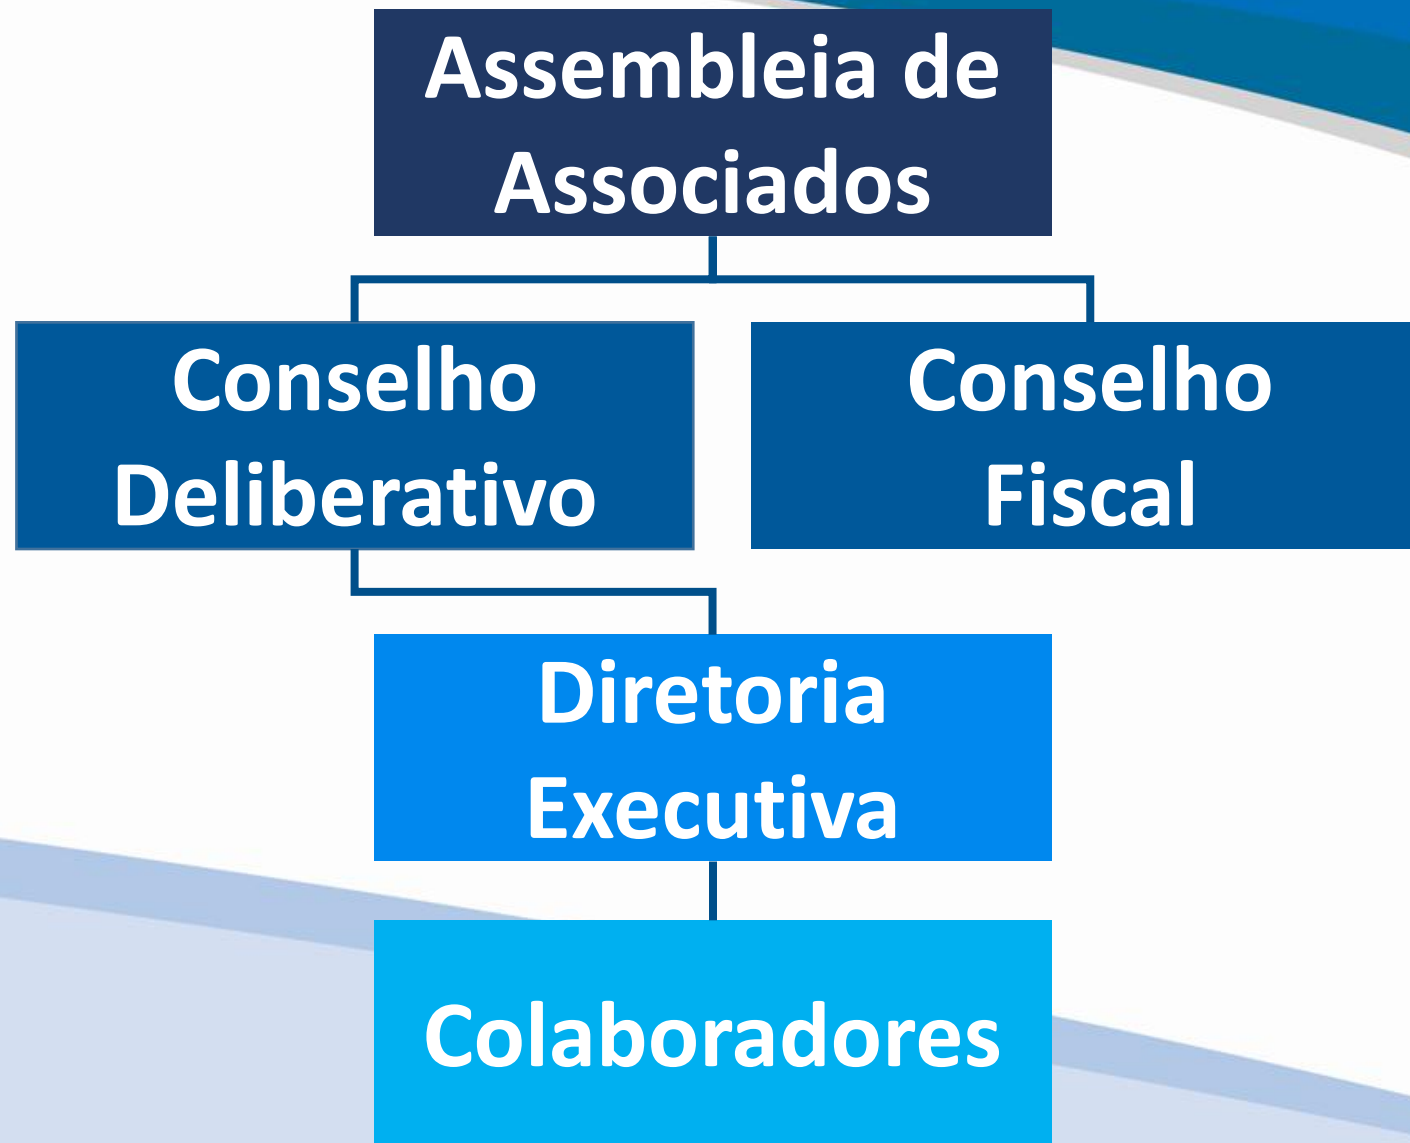 Assembleia de
Associados
Conselho
Deliberativo
Conselho
Fiscal
Diretoria
Executiva
Colaboradores